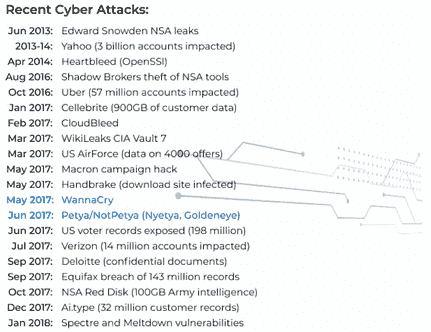 Recent Cyber Attacks:
Jun 2013: Edward Snowden NSA leaks
2013-14: Yahoo (3 billion accounts impacted)
Apr 2014: Heartbleed (OpenSSl)
Aug 2016: Shadow Brokers theft of NSA tools
Oct 2016: Uber (57 million accounts impacted)
Jan 2017: Cellebrite (900GB of customer data)
Feb 2017: CloudBleed
Mar 2017: WikiLeaks CIA Vault 7
Mar 2017: US AirForce (data on 4000 offers)
May 2017: Macron campaign hack
May 2017: Handbrake (download site infected)
May 2017: WannaCry
Jun 2017: Petya/NotPetya (Nyetya, Goldeneye)
Jun 2017: US voter records exposed (198 million)
Jul 2017: Verizon (14 million accounts impacted)
Sep 2017: Deloitte (confidential documents)
Sep 2017: Equifax breach of 143 million records
Oct 2017: NSA Red Disk (100GB Army intelligence)
Dec 2017: Ai.type (32 million customer records)
Jan 2018: Spectre and Meltdown vulnerabilities